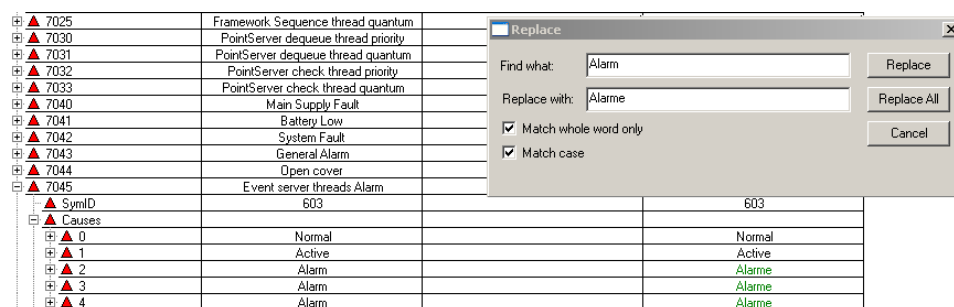 7025 Framework Sequence thread quantum
7030 PointServer dequeue thread priority
7031 PointServer dequeue thread quantum
7032 PointServer check thread priority
7033 PointServer check thread quantum
7040 Main Supply Fault
7041 Battery Low
7042 System Fault
7043 General Alarm
7044 Open cover
7045 Event server threads Alarm
Replace
Find what: Alarm Replace
Replace with: Alarme Replace All
Match whole word only Cancel
Match case
SymID 603 603
Causes
0 Normal Normal
1 Active Active
2 Alarm Alarme
3 Alarm Alarme
4 Alarm Alarme